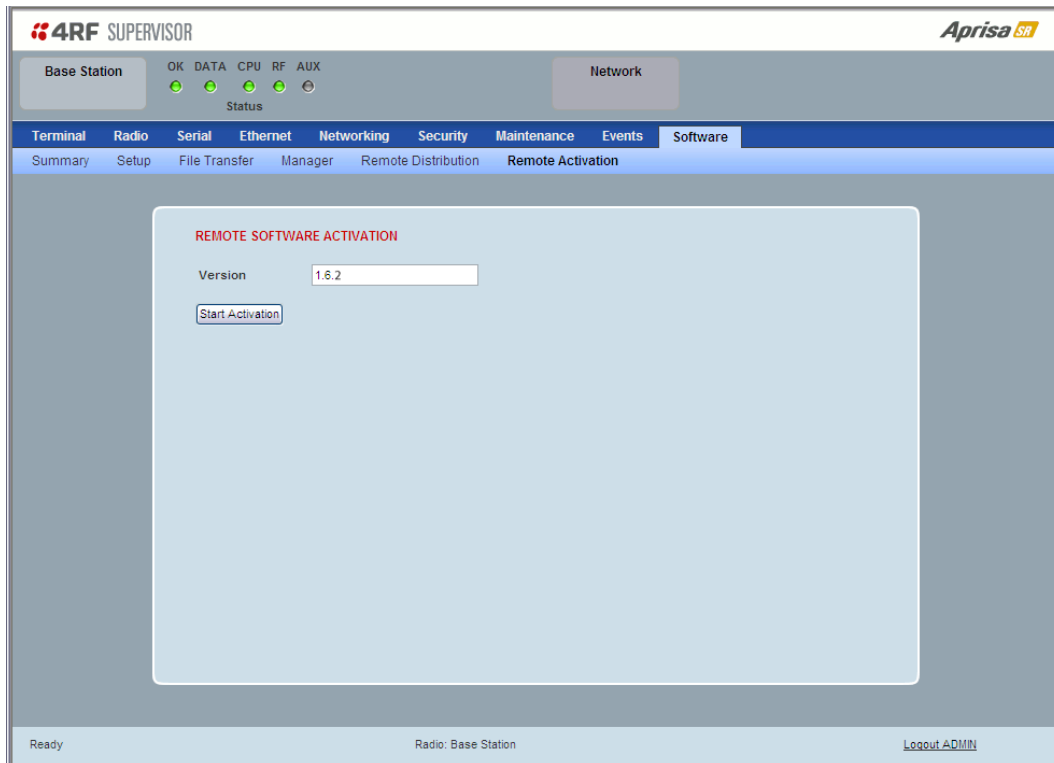 4RF SUPERVISOR
Aprisa SR
Base Station
OK DATA CPU RF AUX
Status
Network
Terminal Radio Serial Ethernet Networking Security Maintenance Events Software
Summary Setup File Transfer Manager Remote Distribution Remote Activation
REMOTE SOFTWARE ACTIVATION
Version 1.6.2
Start Activation
Ready Radio: Base Station Logout ADMIN